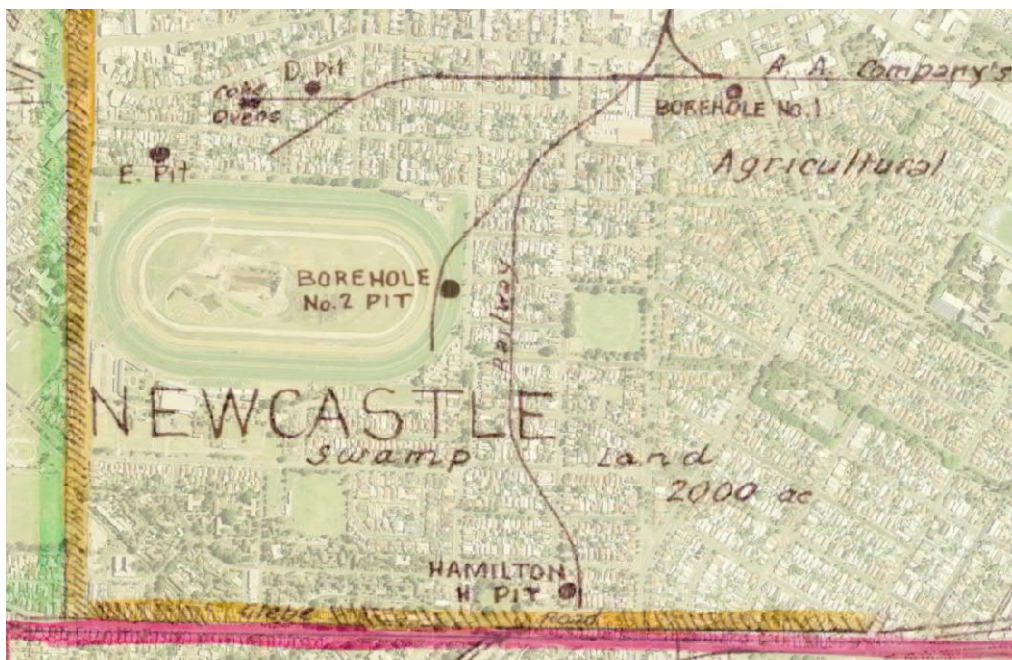 D. Pit
A. A. Company's
Coke
Ovens
BOREHOLE No. 1
E. Pit
Agricultural
BOREHOLE
No. 2 PIT
Railway
NEWCASTLE
Swamp
Land
2000 ac
HAMILTON
H. PIT
Glebe Road